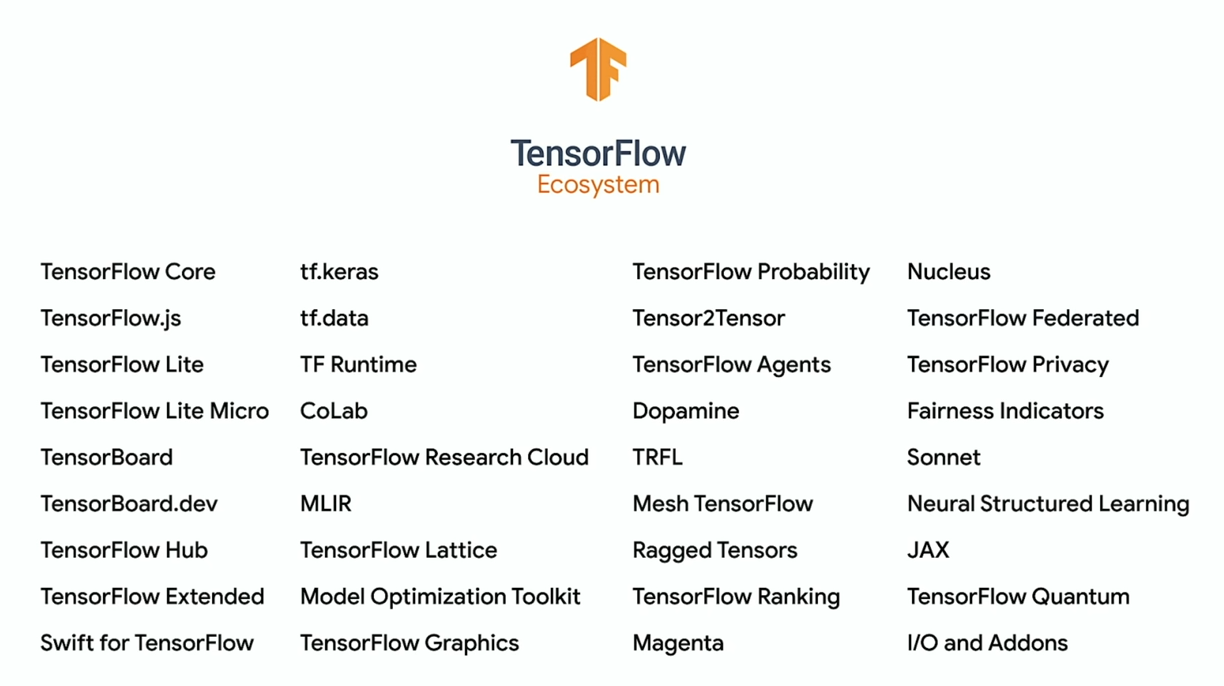 TensorFlow
Ecosystem
TensorFlow Core
TensorFlow.js
TensorFlow Lite
TensorFlow Lite Micro
TensorBoard
TensorBoard.dev
TensorFlow Hub
TensorFlow Extended
Swift for TensorFlow
tf.keras
tf.data
TF Runtime
CoLab
TensorFlow Research Cloud
MLIR
TensorFlow Lattice
Model Optimization Toolkit
TensorFlow Graphics
TensorFlow Probability
Tensor2Tensor
TensorFlow Agents
Dopamine
TRFL
Mesh TensorFlow
Ragged Tensors
TensorFlow Ranking
Magenta
Nucleus
TensorFlow Federated
TensorFlow Privacy
Fairness Indicators
Sonnet
Neural Structured Learning
JAX
TensorFlow Quantum
I/O and Addons